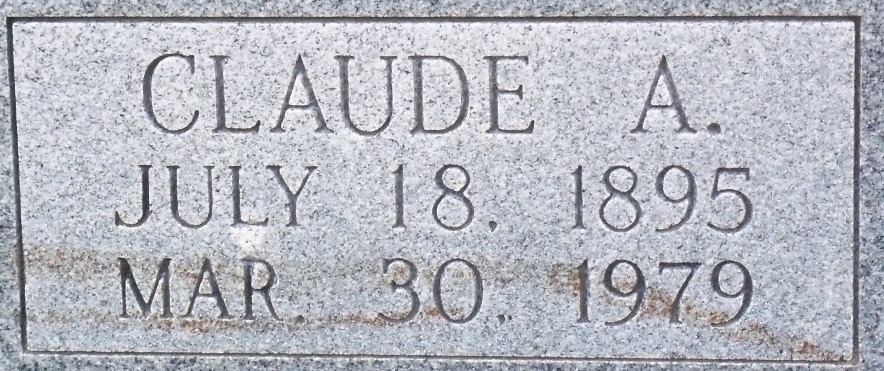 CLAUDE A.
JULY 18, 1895
MAR. 30, 1979